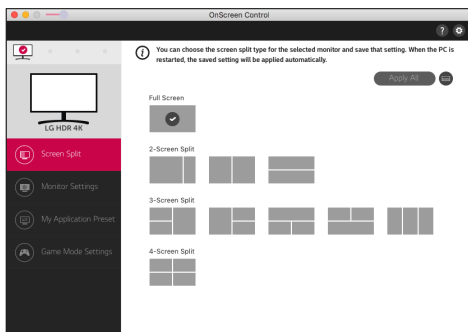 OnScreen Control
?
LG HDR 4K
Screen Split
Monitor Settings
My Application Preset
Game Mode Settings
You can choose the screen split type for the selected monitor and save that setting. When the PC is
restarted, the saved setting will be applied automatically.
Apply All
Full Screen
2-Screen Split
3-Screen Split
4-Screen Split